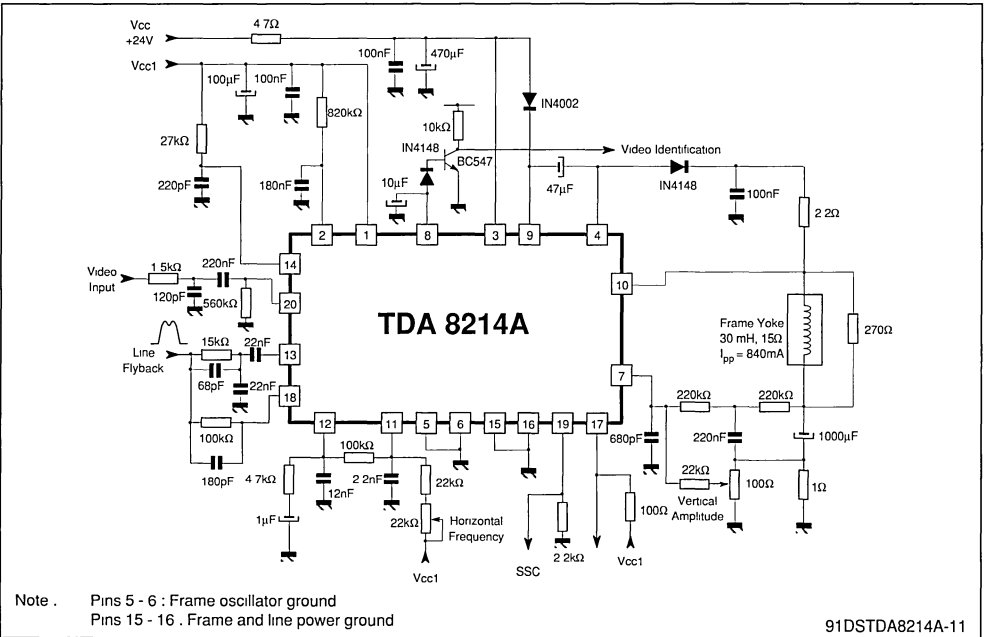 Vcc
+24V
4 7Ω
Vcc1
100µF
100nF
100nF
470µF
820kΩ
27kΩ
220pF
180nF
10kΩ
IN4148
BC547
10µF
IN4002
Video Identification
47µF
IN4148
100nF
2 2Ω
2
1
8
3
9
4
14
20
13
18
10
7
TDA 8214A
Video
Input
1 5kΩ
220nF
120pF
560kΩ
Line
Flyback
15kΩ
22nF
68pF
22nF
100kΩ
180pF
Frame Yoke
30 mH, 15Ω
Ipp = 840mA
270Ω
220kΩ
220kΩ
680pF
220nF
1000µF
22kΩ
100Ω
1Ω
Vertical
Amplitude
12
11
5
6
15
16
19
17
100kΩ
4 7kΩ
12nF
2 2nF
22kΩ
1µF
22kΩ
Horizontal
Frequency
Vcc1
SSC
2 2kΩ
100Ω
Vcc1
Note . Pins 5 - 6 : Frame oscillator ground
Pins 15 - 16 . Frame and line power ground
91DSTDA8214A-11